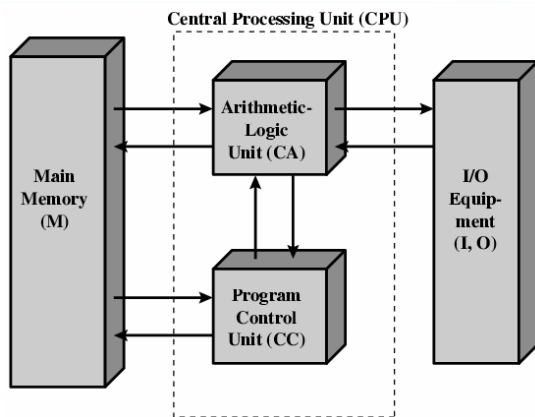 Central Processing Unit (CPU)
Arithmetic-
Logic
Unit (CA)
Main
Memory
(M)
I/O
Equip-
ment
(I, O)
Program
Control
Unit (CC)